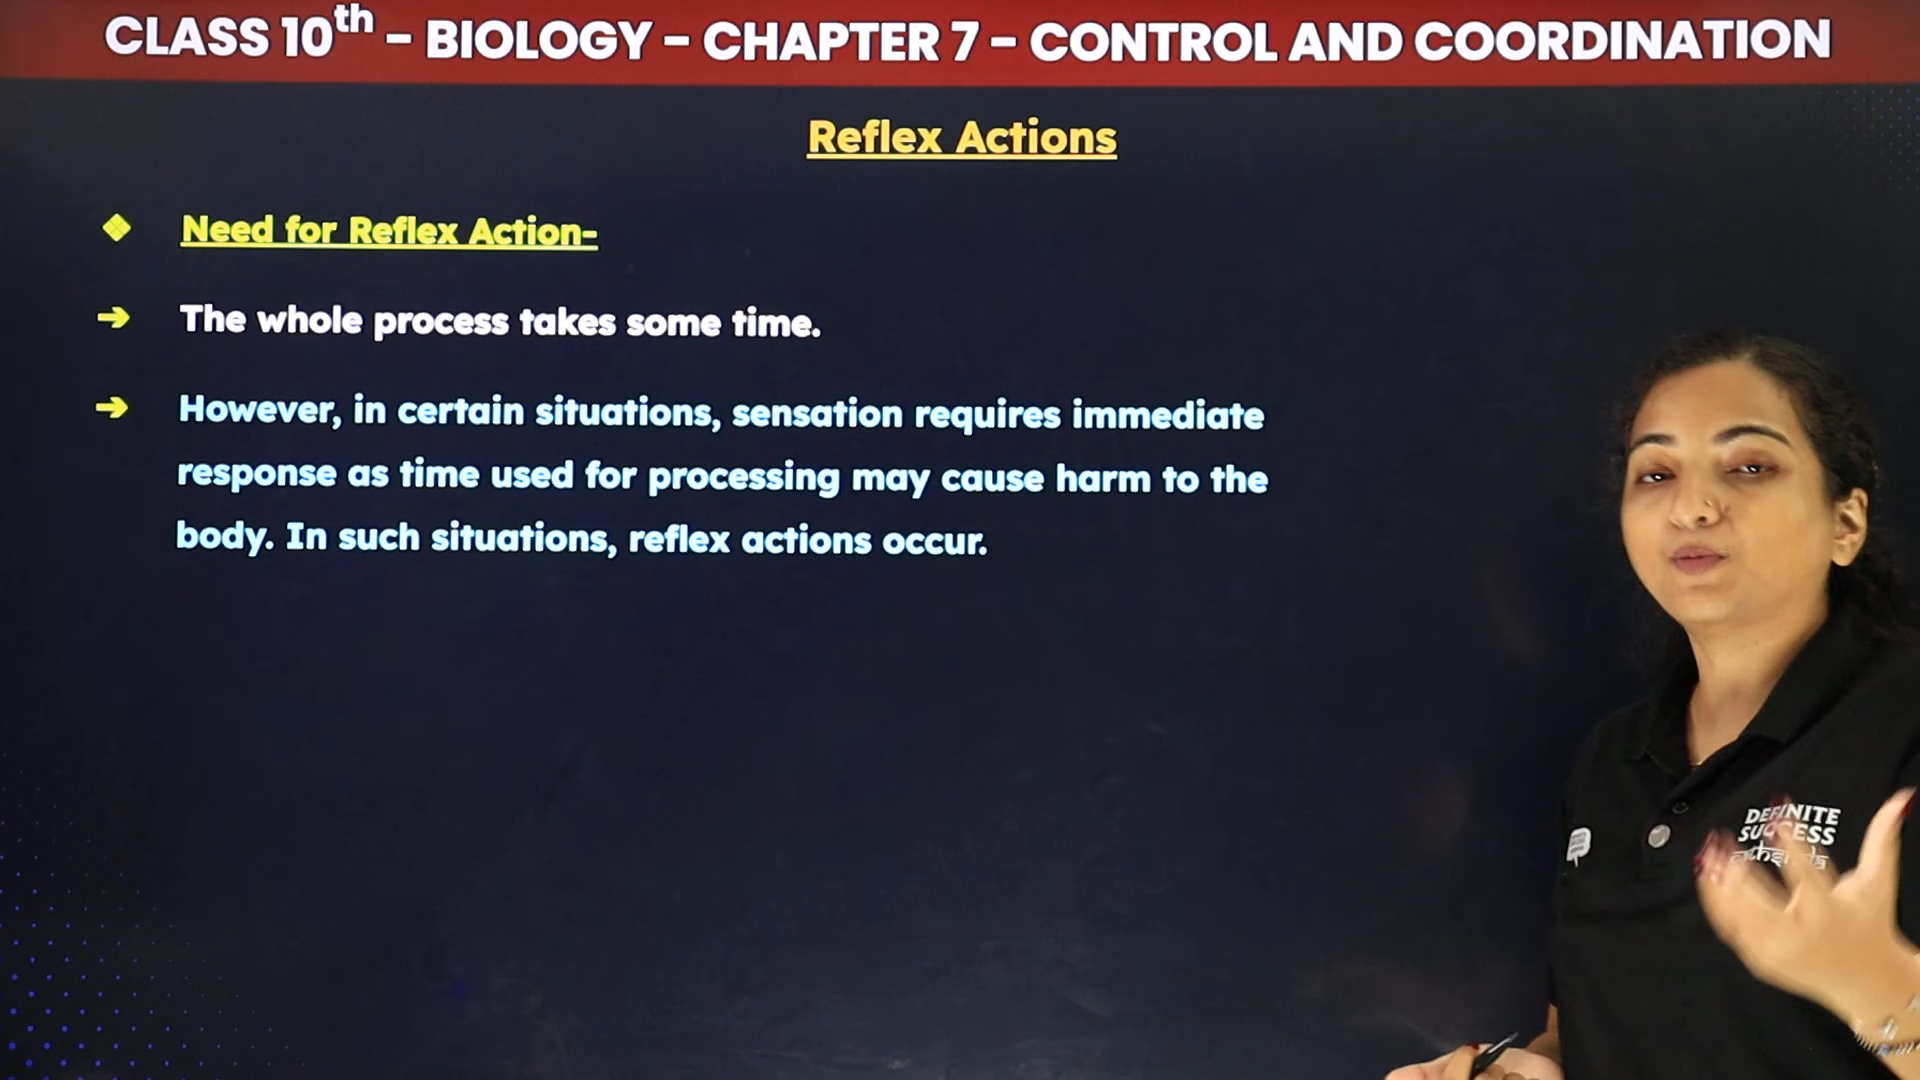 CLASS 10th - BIOLOGY - CHAPTER 7 - CONTROL AND COORDINATION
Reflex Actions
❖ Need for Reflex Action-
➔ The whole process takes some time.
➔ However, in certain situations, sensation requires immediate
response as time used for processing may cause harm to the
body. In such situations, reflex actions occur.
DEFINITE
SUCCESS